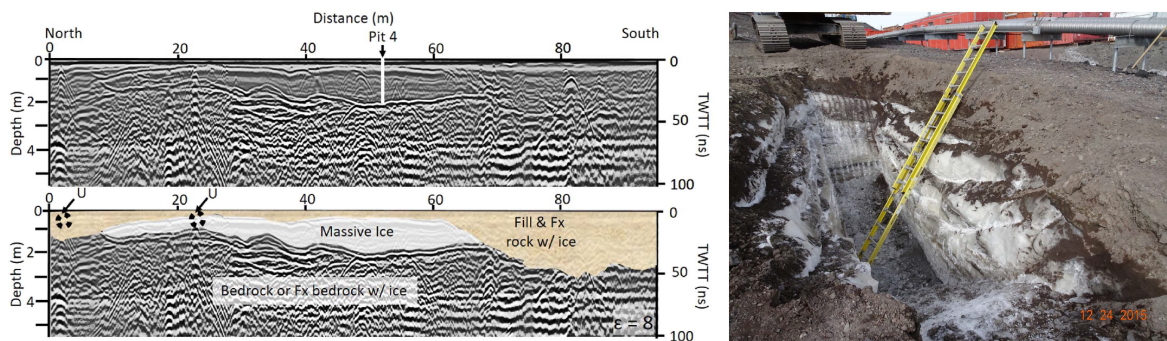 Distance (m)
North
Pit 4
South
0
20
40
60
80
0
2
4
Depth (m)
0
50
100
TWTT (ns)
U
U
0
20
40
60
80
0
2
4
Depth (m)
Massive Ice
Fill & Fx
rock w/ ice
Bedrock or Fx bedrock w/ ice
ε = 8
0
50
100
TWTT (ns)
12 24 2015